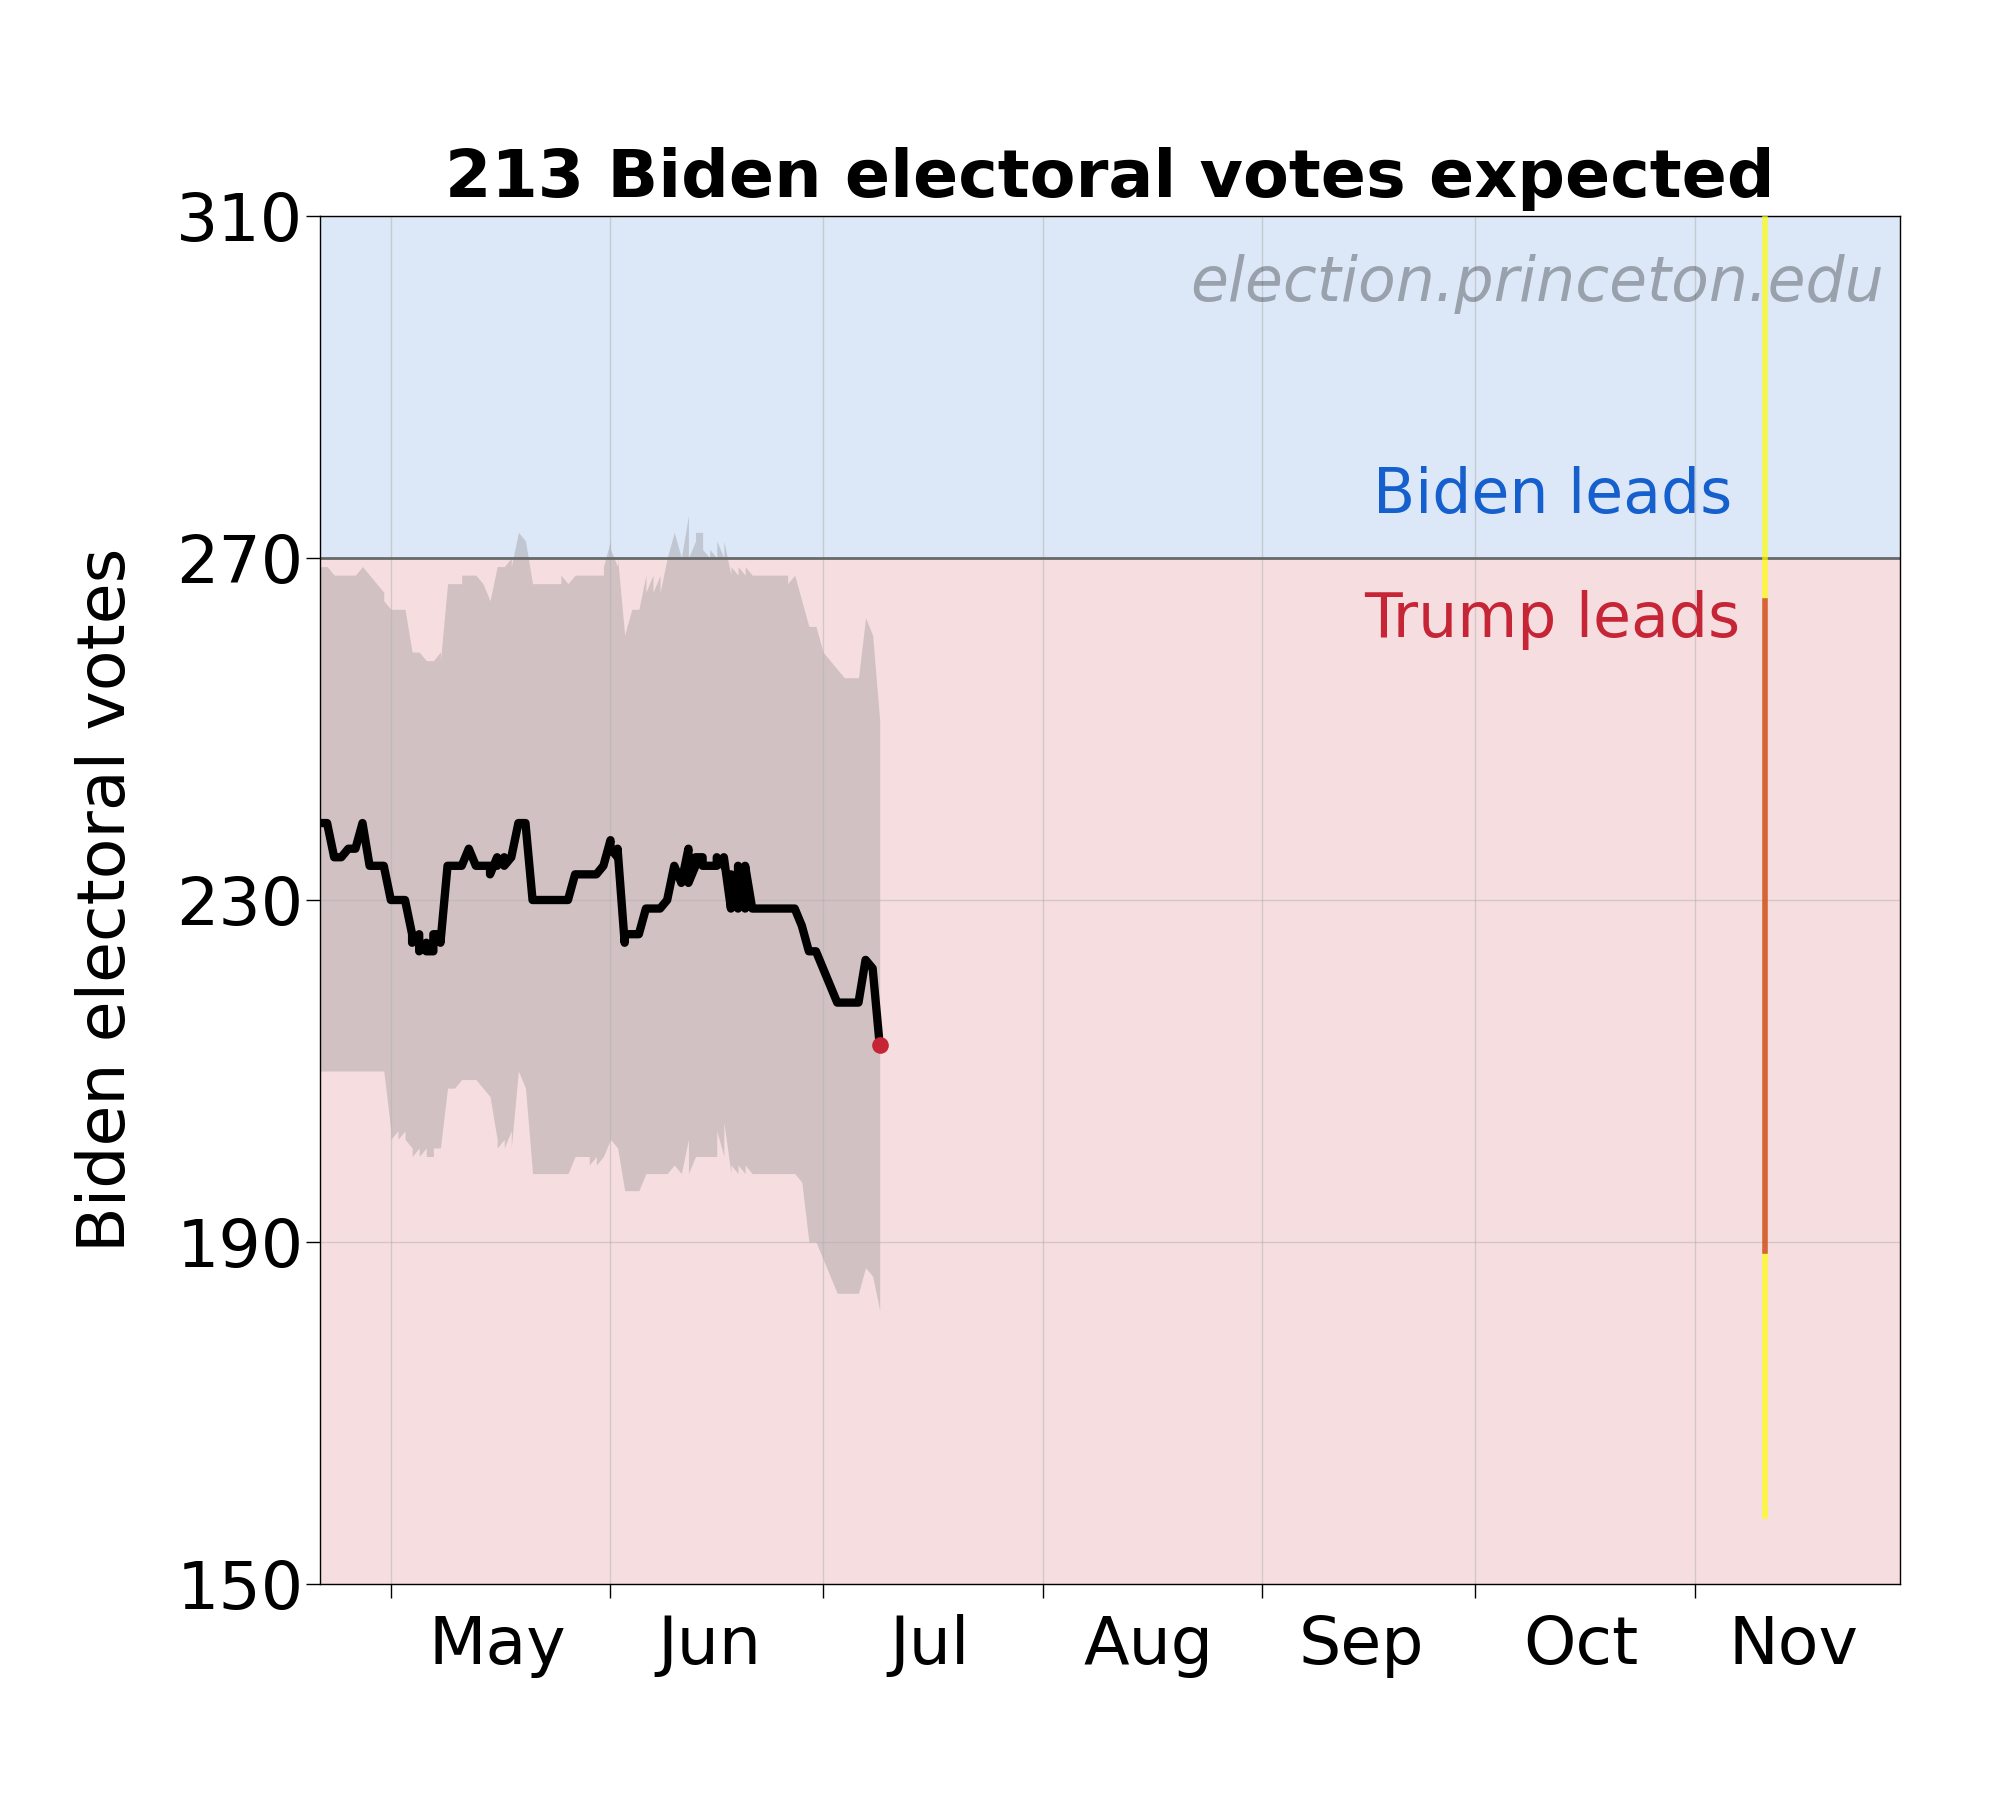 213 Biden electoral votes expected
310
election.princeton.edu
Biden leads
270
Trump leads
Biden electoral votes
230
190
150
May Jun Jul Aug Sep Oct Nov